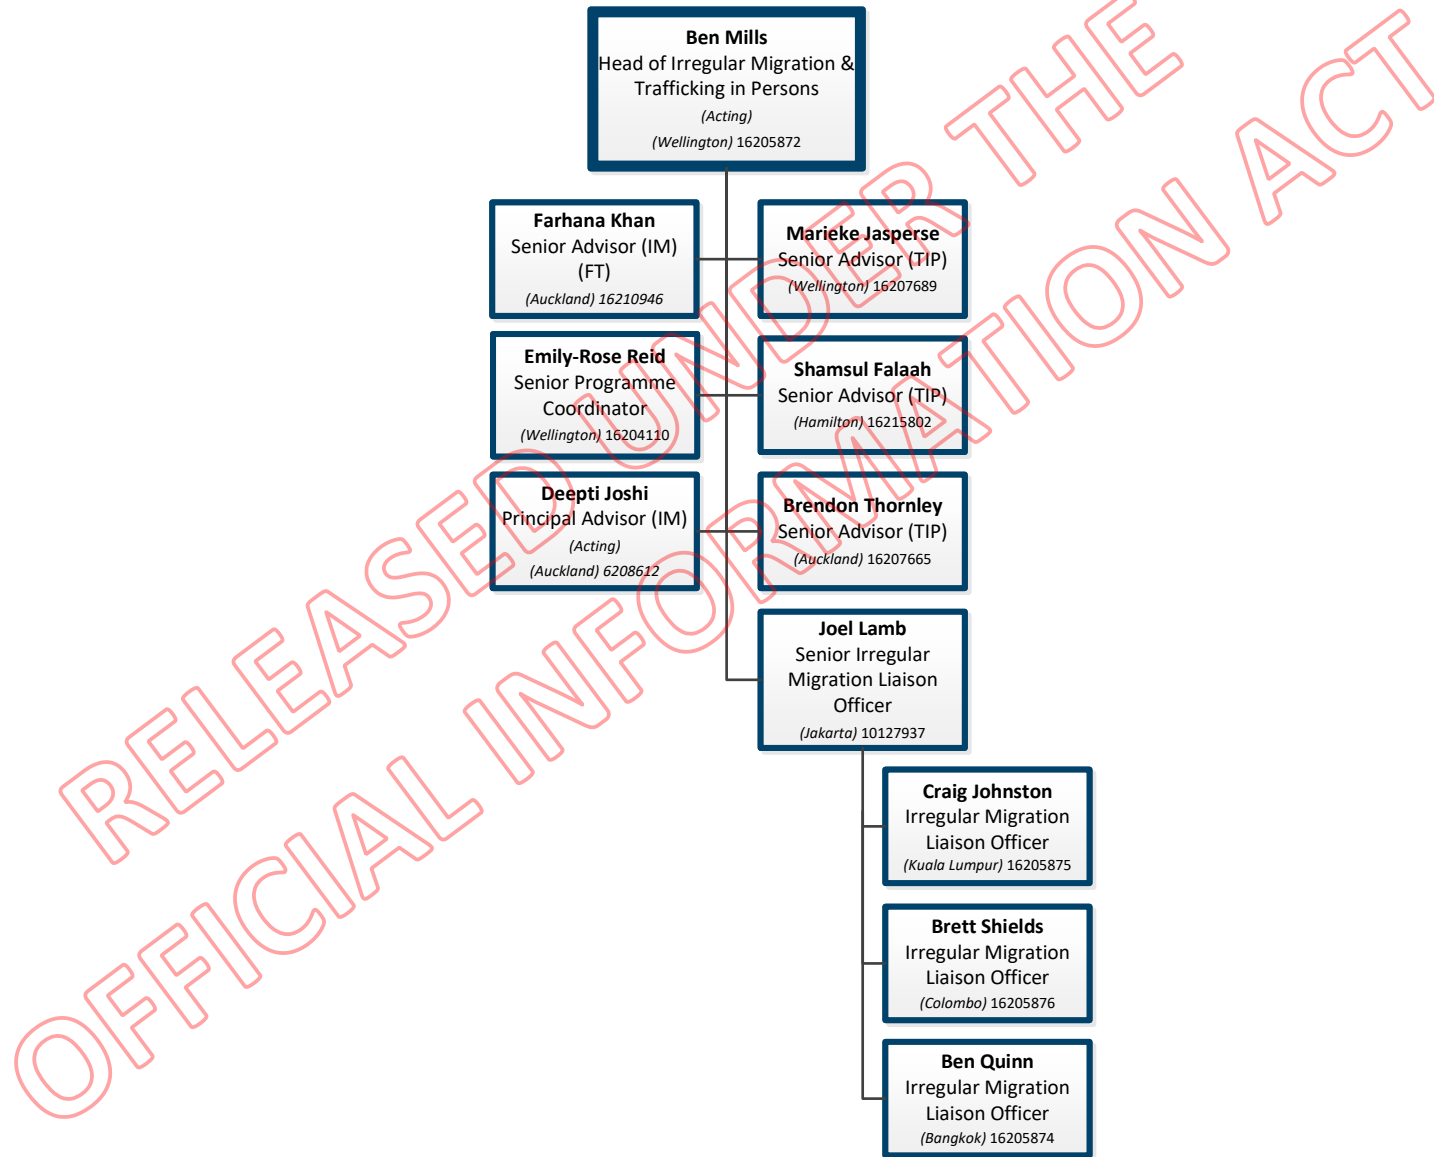 Ben Mills
Head of Irregular Migration &
Trafficking in Persons
(Acting)
(Wellington) 16205872
Farhana Khan
Senior Advisor (IM)
(FT)
(Auckland) 16210946
Marieke Jasperse
Senior Advisor (TIP)
(Wellington) 16207689
Emily-Rose Reid
Senior Programme
Coordinator
(Wellington) 16204110
Shamsul Falaah
Senior Advisor (TIP)
(Hamilton) 16215802
Deepti Joshi
Principal Advisor (IM)
(Acting)
(Auckland) 6208612
Brendon Thornley
Senior Advisor (TIP)
(Auckland) 16207665
Joel Lamb
Senior Irregular
Migration Liaison
Officer
(Jakarta) 10127937
Craig Johnston
Irregular Migration
Liaison Officer
(Kuala Lumpur) 16205875
Brett Shields
Irregular Migration
Liaison Officer
(Colombo) 16205876
Ben Quinn
Irregular Migration
Liaison Officer
(Bangkok) 16205874
RELEASED UNDER THE
OFFICIAL INFORMATION ACT